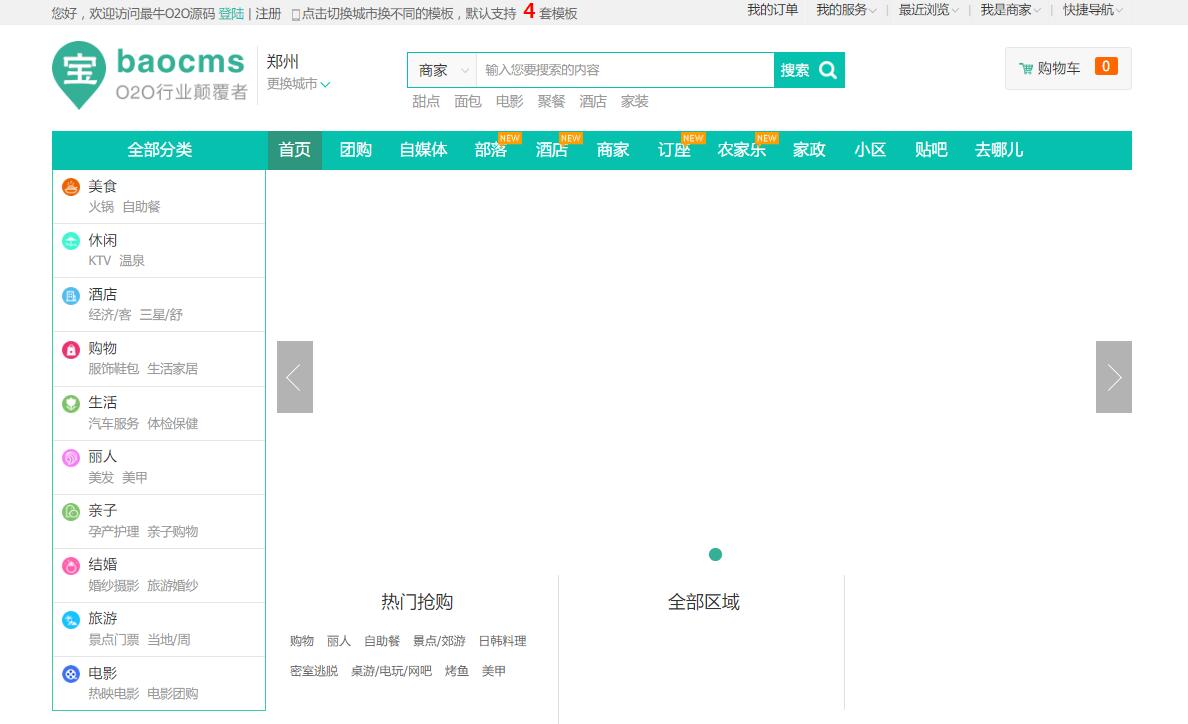 您好，欢迎访问最牛O2O源码 登陆 | 注册 点击切换城市换不同的模板，默认支持 4 套模板
我的订单 我的服务 | 最近浏览 | 我是商家 | 快捷导航
宝 baocms
O2O行业颠覆者
郑州
更换城市
商家 输入您要搜索的内容 搜索
甜点 面包 电影 聚餐 酒店 家装
购物车 0
全部分类 首页 团购 自媒体 部落 NEW 酒店 NEW 商家 订座 NEW 农家乐 NEW 家政 小区 贴吧 去哪儿
美食
火锅 自助餐
休闲
KTV 温泉
酒店
经济/客 三星/舒
购物
服饰鞋包 生活家居
生活
汽车服务 体检保健
丽人
美发 美甲
亲子
孕产护理 亲子购物
结婚
婚纱摄影 旅游婚纱
旅游
景点门票 当地/周
电影
热映电影 电影团购
热门抢购
购物 丽人 自助餐 景点/郊游 日韩料理
密室逃脱 桌游/电玩/网吧 烤鱼 美甲
全部区域